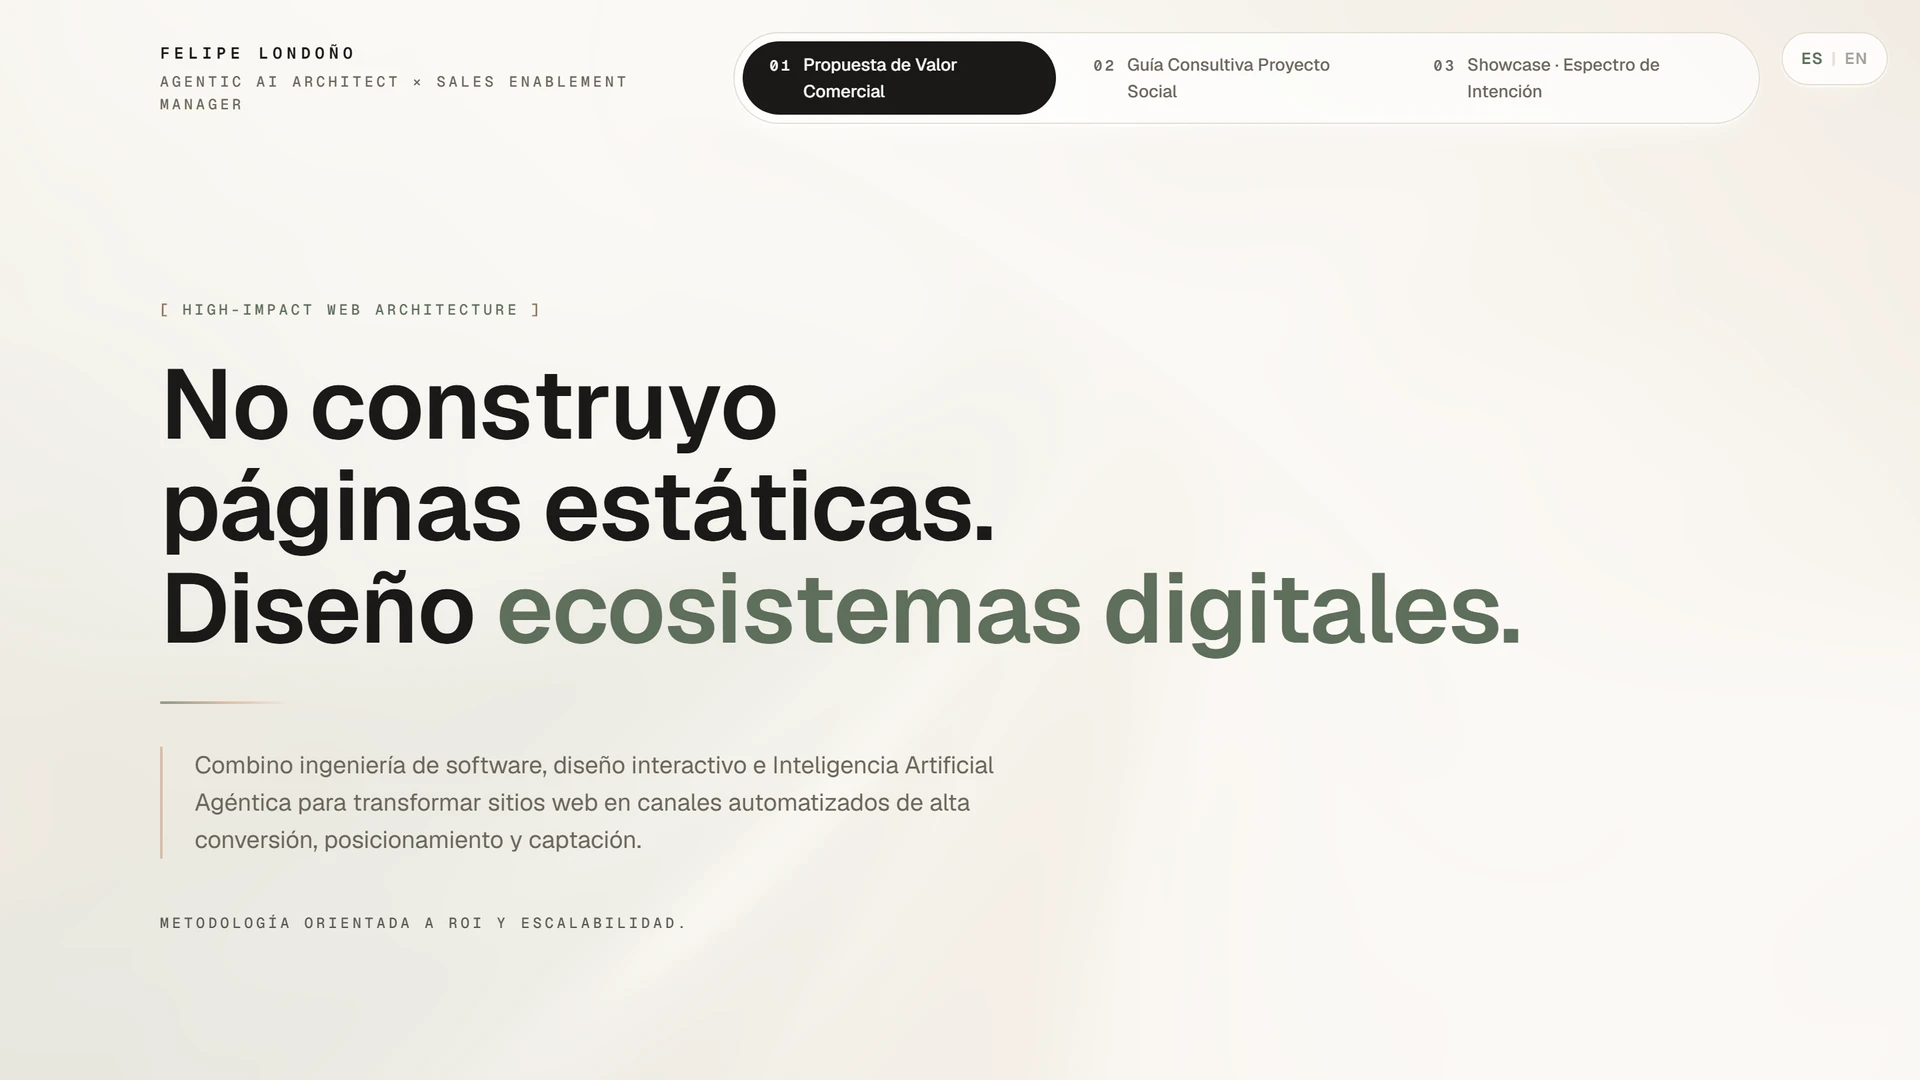 FELIPE LONDOÑO
AGENTIC AI ARCHITECT × SALES ENABLEMENT
MANAGER
01 Propuesta de Valor
Comercial
02 Guía Consultiva Proyecto
Social
03 Showcase · Espectro de
Intención
ES | EN
[ HIGH-IMPACT WEB ARCHITECTURE ]
No construyo
páginas estáticas.
Diseño ecosistemas digitales.
Combino ingeniería de software, diseño interactivo e Inteligencia Artificial
Agéntica para transformar sitios web en canales automatizados de alta
conversión, posicionamiento y captación.
METODOLOGÍA ORIENTADA A ROI Y ESCALABILIDAD.